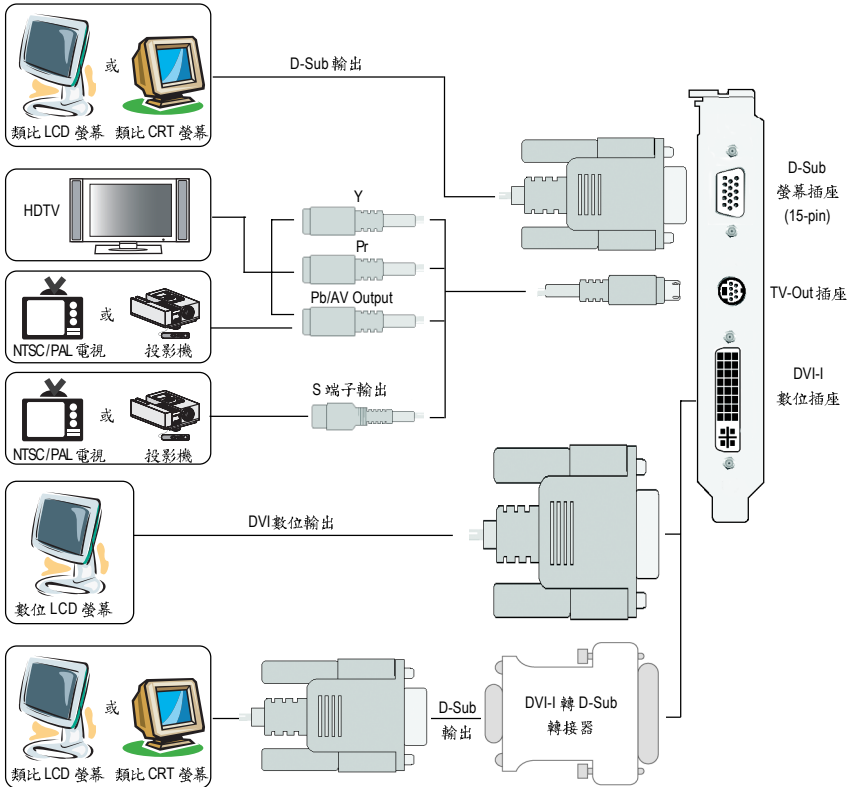 或
類比 LCD 螢幕 類比 CRT 螢幕
D-Sub 輸出
D-Sub
螢幕插座
(15-pin)
HDTV
Y
Pr
Pb/AV Output
或
NTSC/PAL 電視 投影機
TV-Out 插座
S 端子輸出
或
NTSC/PAL 電視 投影機
DVI-I
數位插座
DVI 數位輸出
數位 LCD 螢幕
或
類比 LCD 螢幕 類比 CRT 螢幕
D-Sub
輸出
DVI-I 轉 D-Sub
轉接器